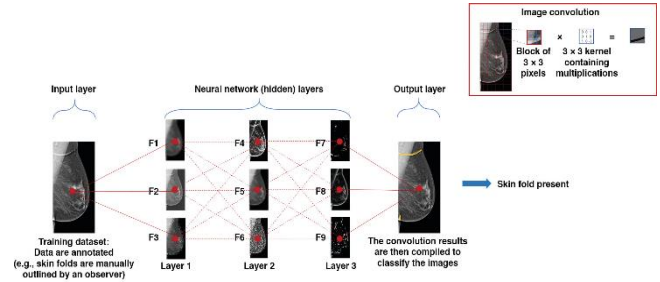 Image convolution
×
=
Block of
3 × 3
pixels
3 × 3 kernel
containing
multiplications
Input layer
Neural network (hidden) layers
Output layer
F1
F4
F7
F2
F5
F8
F3
F6
F9
Skin fold present
Training dataset:
Data are annotated
(e.g., skin folds are manually
outlined by an observer)
Layer 1
Layer 2
Layer 3
The convolution results
are then compiled to
classify the images